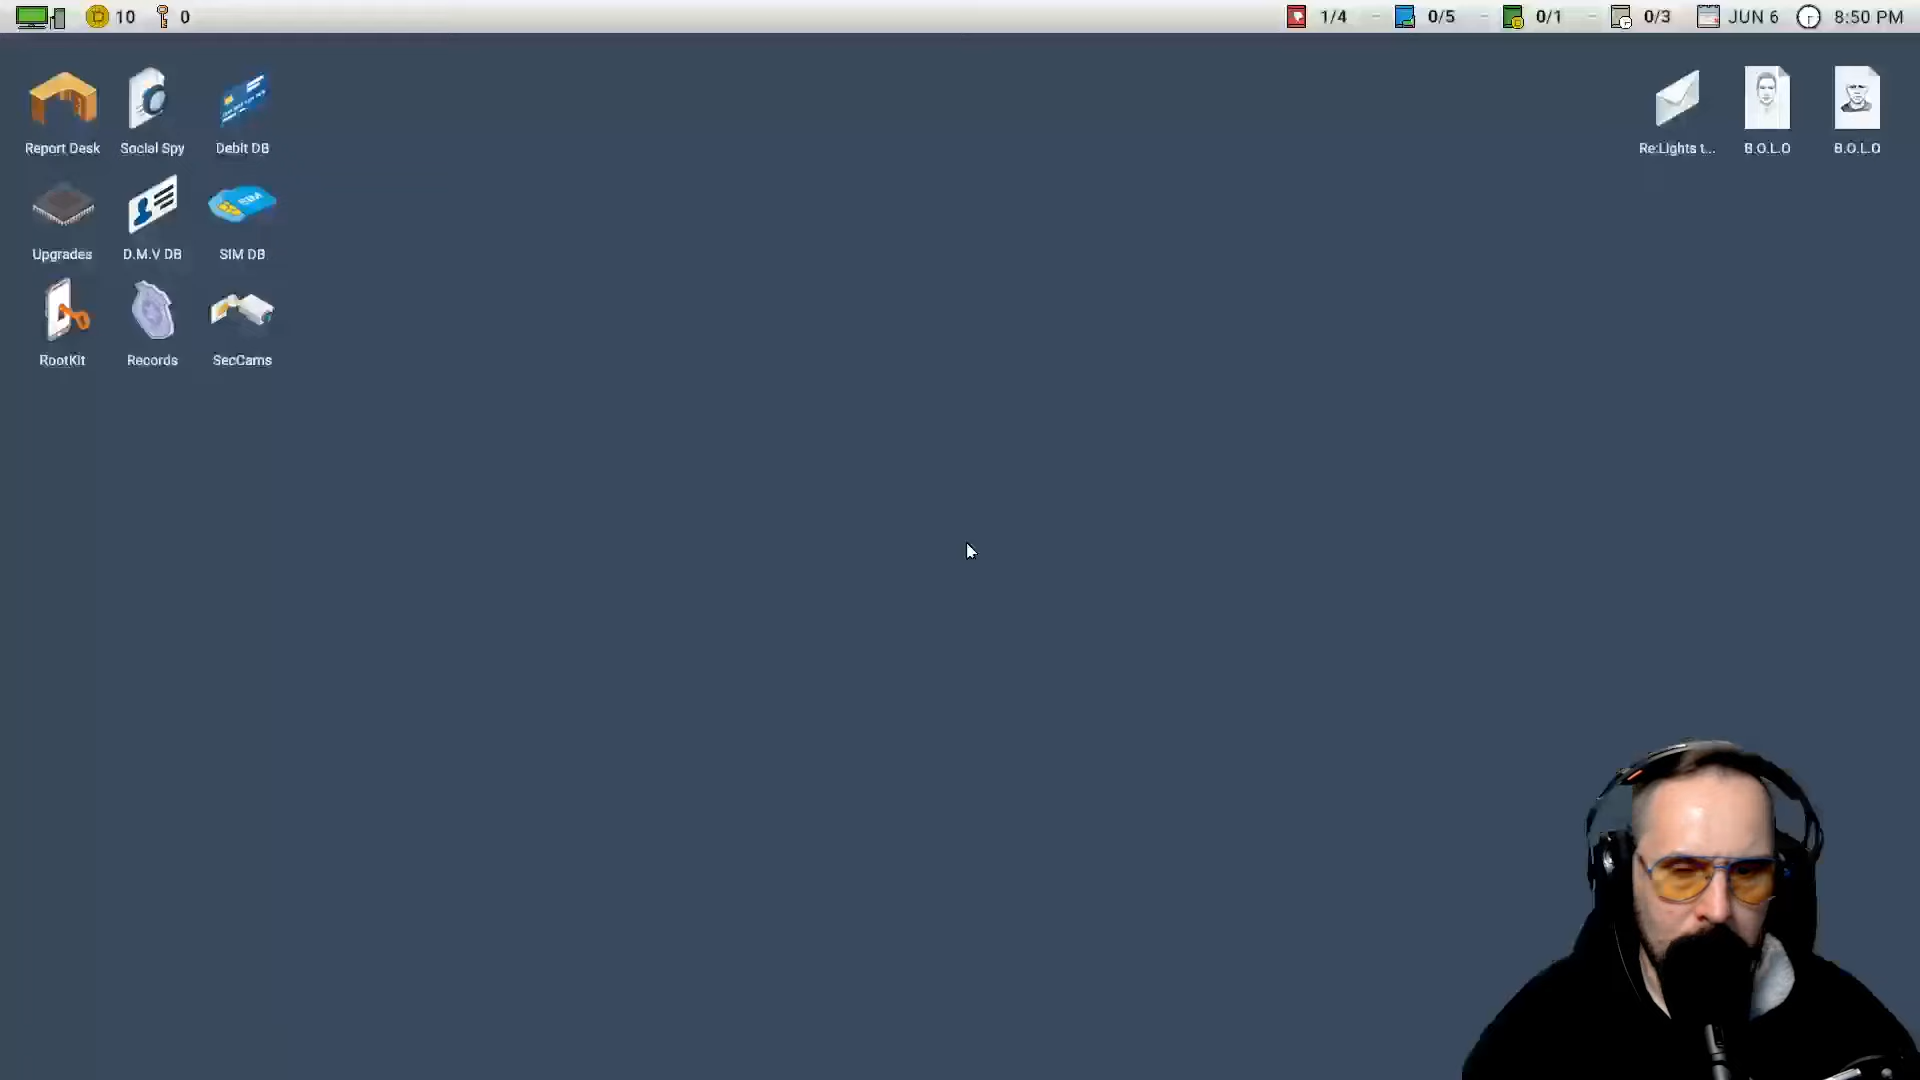 10 0 1/4 0/5 0/1 0/3 JUN 6 8:50 PM
Report Desk Social Spy Debit DB Re:Lights t... B.O.L.O B.O.L.O
Upgrades D.M.V DB SIM DB
RootKit Records SecCams